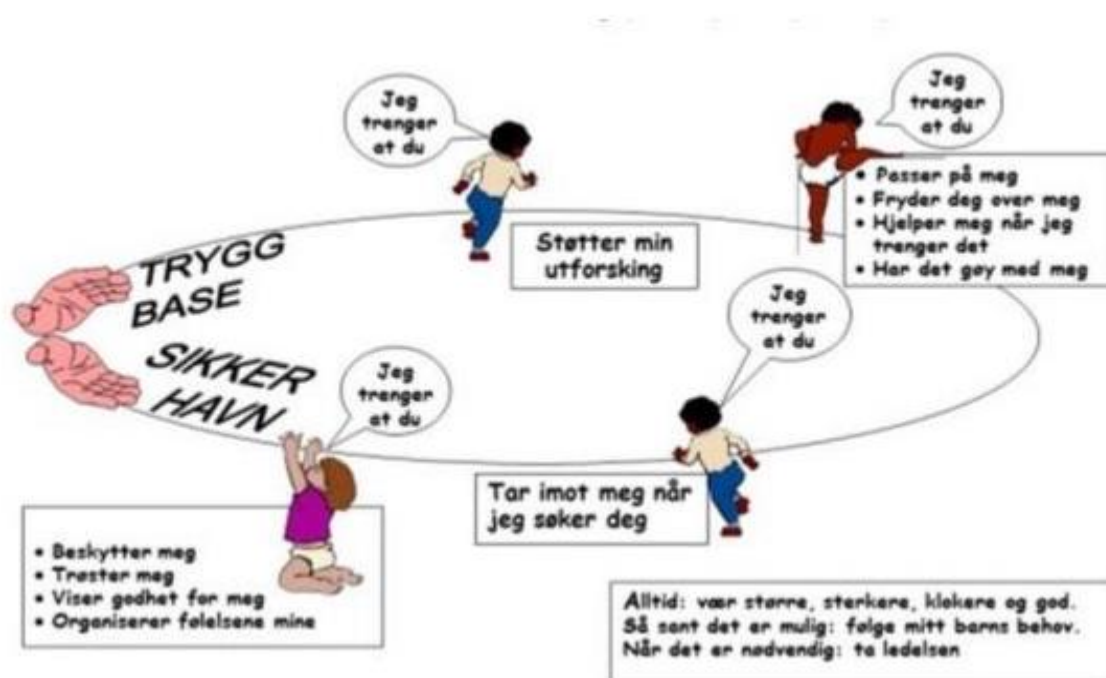 Jeg
trenger
at du
Jeg
trenger
at du
• Passer på meg
• Fryder deg over meg
• Hjelper meg når jeg
trenger det
• Har det gøy med meg
Støtter min
utforsking
TRYGG
BASE
SIKKER
HAVN
Jeg
trenger
at du
Jeg
trenger
at du
Tar imot meg når
jeg søker deg
• Beskytter meg
• Trøster meg
• Viser godhet for meg
• Organiserer følelsene mine
Alltid: vær større, sterkere, klokere og god.
Så sant det er mulig: følge mitt barns behov.
Når det er nødvendig: ta ledelsen